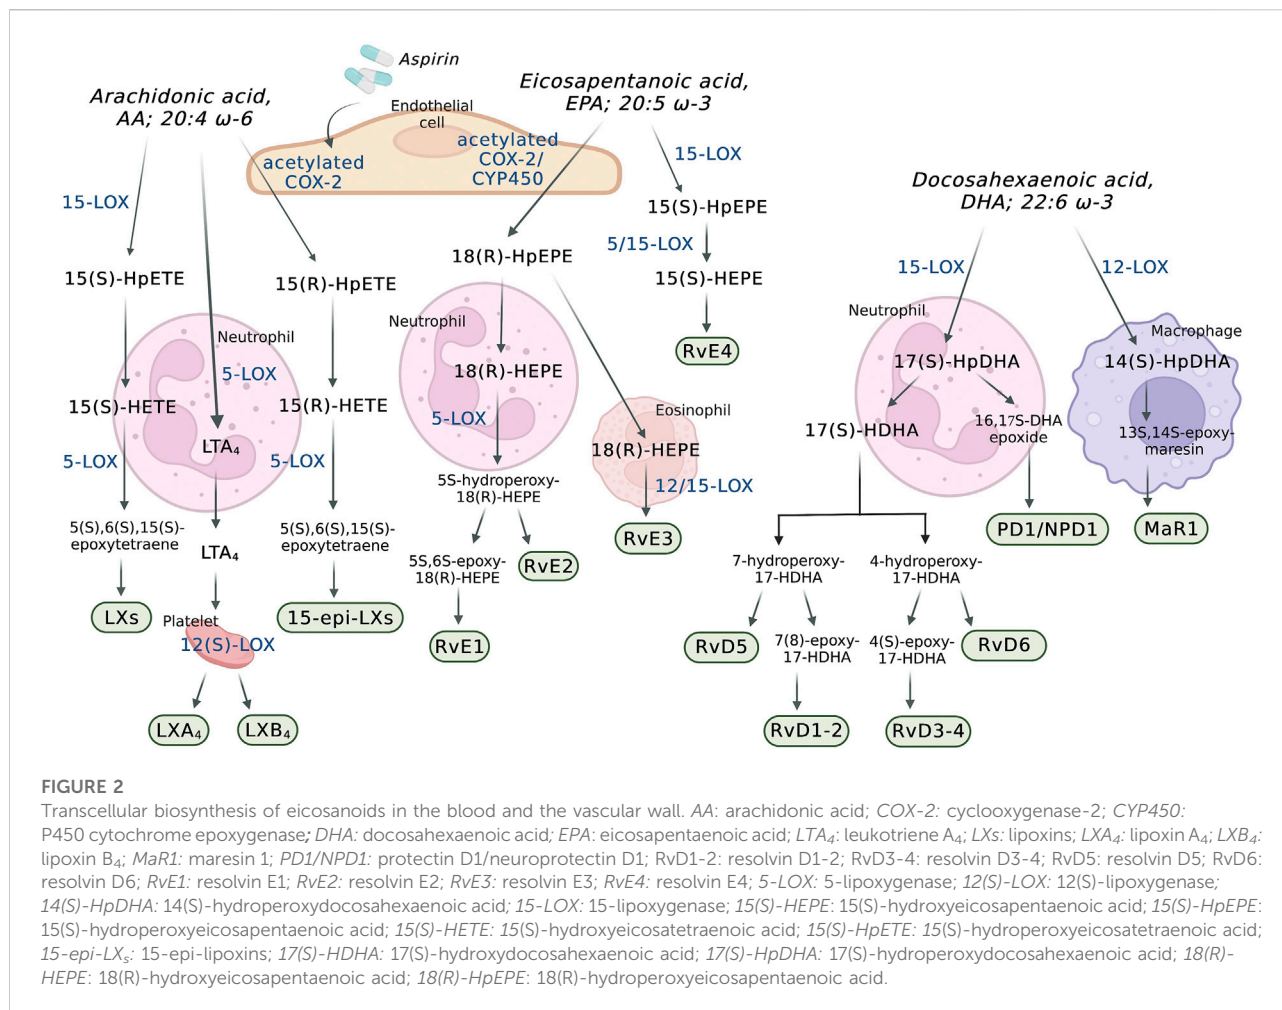 Aspirin
Arachidonic acid,
AA; 20:4 ω-6
Endothelial
cell
acetylated
COX-2
acetylated
COX-2/
CYP450
Eicosapentanoic acid,
EPA; 20:5 ω-3
Docosahexaenoic acid,
DHA; 22:6 ω-3
15-LOX
15(S)-HpETE
15(R)-HpETE
Neutrophil
5-LOX
15(S)-HETE
LTA₄
15(R)-HETE
5-LOX
5-LOX
5(S),6(S),15(S)-
epoxytetraene
LTA₄
5(S),6(S),15(S)-
epoxytetraene
LXs
Platelet
12(S)-LOX
15-epi-LXs
LXA₄
LXB₄
18(R)-HpEPE
Neutrophil
18(R)-HEPE
5-LOX
5S-hydroperoxy-
18(R)-HEPE
5S,6S-epoxy-
18(R)-HEPE
RvE2
RvE1
15-LOX
15(S)-HpEPE
5/15-LOX
15(S)-HEPE
RvE4
Eosinophil
18(R)-HEPE
12/15-LOX
RvE3
15-LOX
12-LOX
Neutrophil
17(S)-HpDHA
17(S)-HDHA
16,17S-DHA
epoxide
Macrophage
14(S)-HpDHA
13S,14S-epoxy-
maresin
PD1/NPD1
MaR1
7-hydroperoxy-
17-HDHA
4-hydroperoxy-
17-HDHA
RvD5
7(8)-epoxy-
17-HDHA
4(S)-epoxy-
17-HDHA
RvD6
RvD1-2
RvD3-4
FIGURE 2
Transcellular biosynthesis of eicosanoids in the blood and the vascular wall. AA: arachidonic acid; COX-2: cyclooxygenase-2; CYP450:
P450 cytochrome epoxygenase; DHA: docosahexaenoic acid; EPA: eicosapentaenoic acid; LTA₄: leukotriene A₄; LXs: lipoxins; LXA₄: lipoxin A₄; LXB₄:
lipoxin B₄; MaR1: maresin 1; PD1/NPD1: protectin D1/neuroprotectin D1; RvD1-2: resolvin D1-2; RvD3-4: resolvin D3-4; RvD5: resolvin D5; RvD6:
resolvin D6; RvE1: resolvin E1; RvE2: resolvin E2; RvE3: resolvin E3; RvE4: resolvin E4; 5-LOX: 5-lipoxygenase; 12(S)-LOX: 12(S)-lipoxygenase;
14(S)-HpDHA: 14(S)-hydroperoxydocosahexaenoic acid; 15-LOX: 15-lipoxygenase; 15(S)-HEPE: 15(S)-hydroxyeicosapentaenoic acid; 15(S)-HpEPE:
15(S)-hydroperoxyeicosapentaenoic acid; 15(S)-HETE: 15(S)-hydroxyeicosatetraenoic acid; 15(S)-HpETE: 15(S)-hydroperoxyeicosatetraenoic acid;
15-epi-LXₛ: 15-epi-lipoxins; 17(S)-HDHA: 17(S)-hydroxydocosahexaenoic acid; 17(S)-HpDHA: 17(S)-hydroperoxydocosahexaenoic acid; 18(R)-
HEPE: 18(R)-hydroxyeicosapentaenoic acid; 18(R)-HpEPE: 18(R)-hydroperoxyeicosapentaenoic acid.